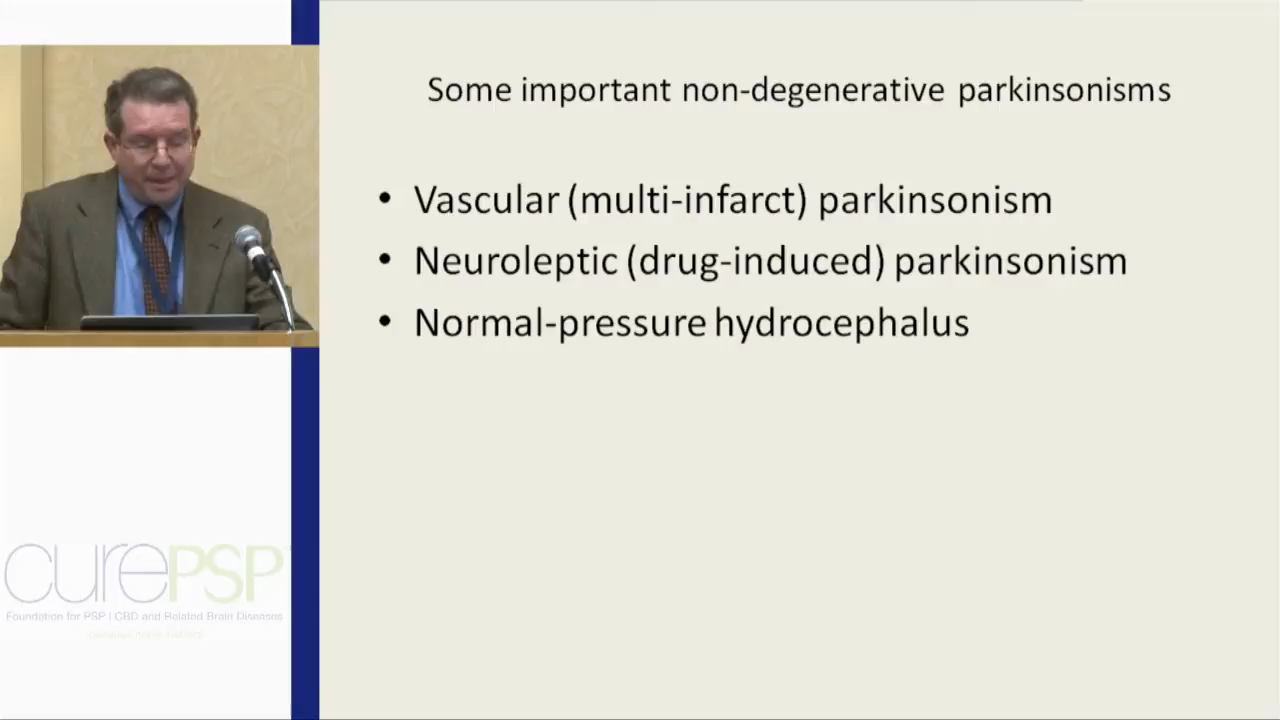 Some important non-degenerative parkinsonisms
• Vascular (multi-infarct) parkinsonism
• Neuroleptic (drug-induced) parkinsonism
• Normal-pressure hydrocephalus
curePSP
Foundation for PSP | CBD and Related Brain Diseases